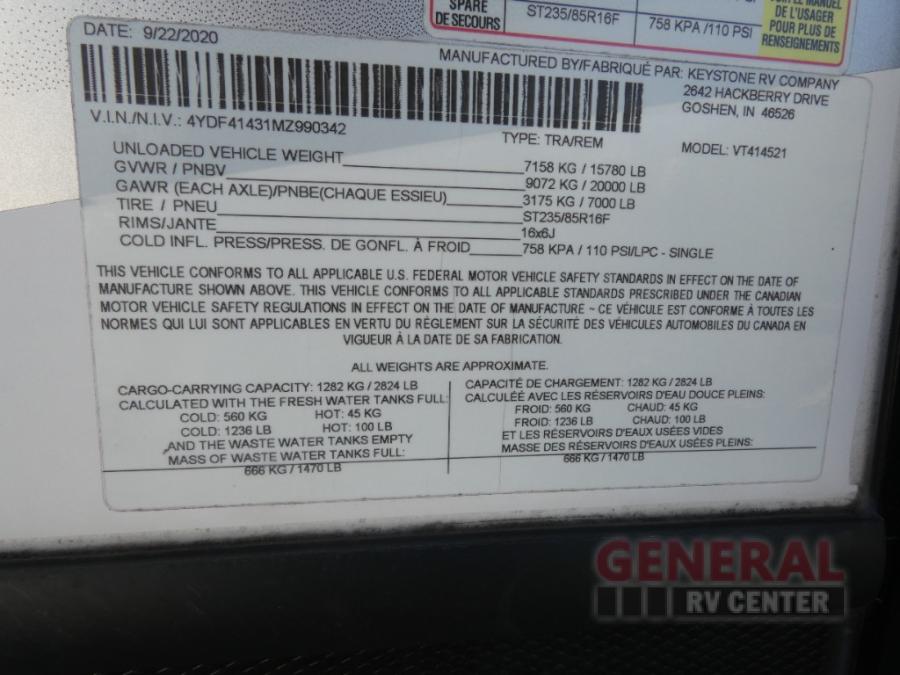 SPARE
DE SECOURS
ST235/85R16F
758 KPA /110 PSI
VOIR LE MANUEL
DE L'USAGER
POUR PLUS DE
RENSEIGNEMENTS
DATE: 9/22/2020
MANUFACTURED BY/FABRIQUÉ PAR: KEYSTONE RV COMPANY
2642 HACKBERRY DRIVE
GOSHEN, IN 46526
V.I.N./N.I.V.: 4YDF41431MZ990342
TYPE: TRA/REM
MODEL: VT414521
UNLOADED VEHICLE WEIGHT 7158 KG / 15780 LB
GVWR / PNBV 9072 KG / 20000 LB
GAWR (EACH AXLE)/PNBE(CHAQUE ESSIEU) 3175 KG / 7000 LB
TIRE / PNEU ST235/85R16F
RIMS/JANTE 16x6J
COLD INFL. PRESS/PRESS. DE GONFL. À FROID 758 KPA / 110 PSI/LPC - SINGLE
THIS VEHICLE CONFORMS TO ALL APPLICABLE U.S. FEDERAL MOTOR VEHICLE SAFETY STANDARDS IN EFFECT ON THE DATE OF
MANUFACTURE SHOWN ABOVE. THIS VEHICLE CONFORMS TO ALL APPLICABLE STANDARDS PRESCRIBED UNDER THE CANADIAN
MOTOR VEHICLE SAFETY REGULATIONS IN EFFECT ON THE DATE OF MANUFACTURE ~ CE VÉHICULE EST CONFORME À TOUTES LES
NORMES QUI LUI SONT APPLICABLES EN VERTU DU RÈGLEMENT SUR LA SÉCURITÉ DES VÉHICULES AUTOMOBILES DU CANADA EN
VIGUEUR À LA DATE DE SA FABRICATION.
ALL WEIGHTS ARE APPROXIMATE.
CARGO-CARRYING CAPACITY: 1282 KG / 2824 LB
CALCULATED WITH THE FRESH WATER TANKS FULL:
COLD: 560 KG HOT: 45 KG
COLD: 1236 LB HOT: 100 LB
AND THE WASTE WATER TANKS EMPTY
MASS OF WASTE WATER TANKS FULL:
666 KG / 1470 LB
CAPACITÉ DE CHARGEMENT: 1282 KG / 2824 LB
CALCULÉE AVEC LES RÉSERVOIRS D'EAU DOUCE PLEINS:
FROID: 560 KG CHAUD: 45 KG
FROID: 1236 LB CHAUD: 100 LB
ET LES RÉSERVOIRS D'EAUX USÉES VIDES
MASSE DES RÉSERVOIRS D'EAUX USÉES PLEINS:
666 KG / 1470 LB
GENERAL
RV CENTER